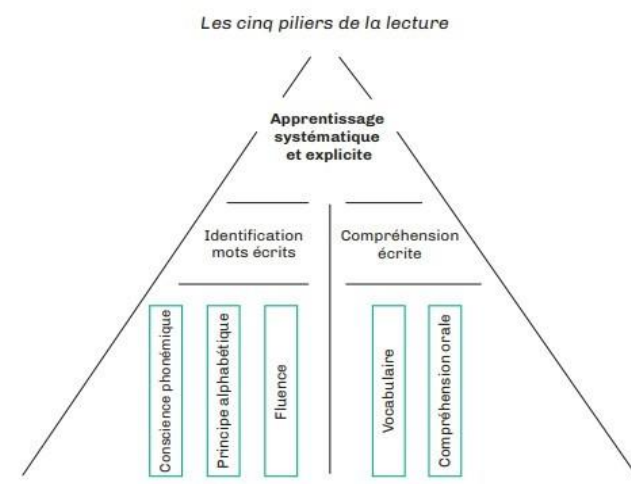 Les cinq piliers de la lecture
Apprentissage
systématique
et explicite
Identification
mots écrits
Compréhension
écrite
Conscience phonémique
Principe alphabétique
Fluence
Vocabulaire
Compréhension orale